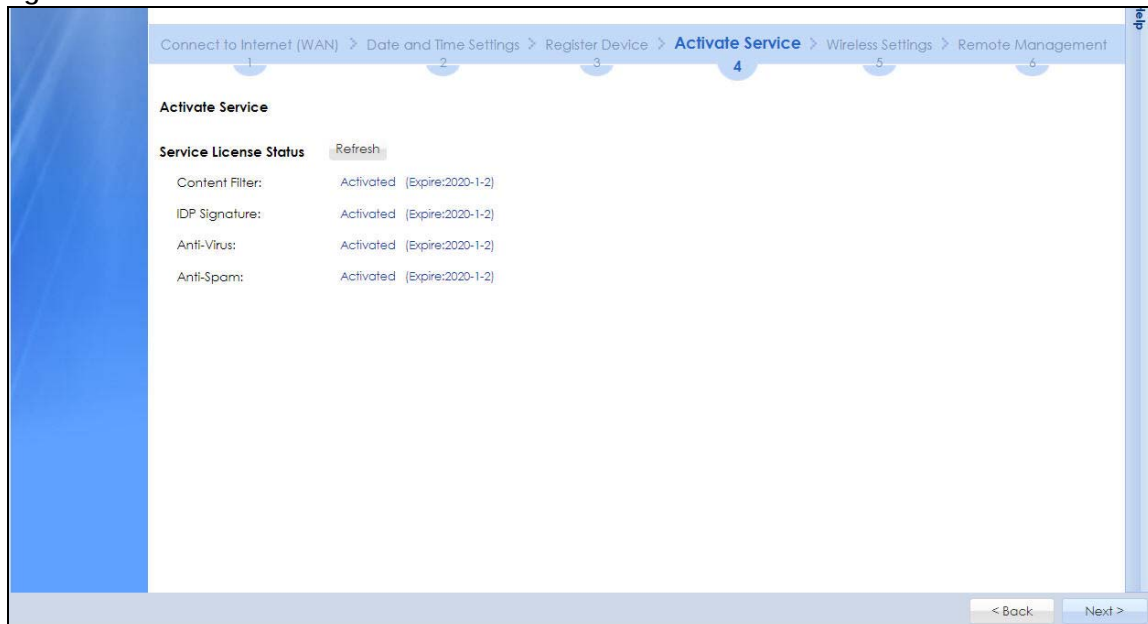 Help
Connect to Internet (WAN) > Date and Time Settings > Register Device > Activate Service > Wireless Settings > Remote Management
1 2 3 4 5 6
Activate Service
Service License Status Refresh
Content Filter: Activated (Expire:2020-1-2)
IDP Signature: Activated (Expire:2020-1-2)
Anti-Virus: Activated (Expire:2020-1-2)
Anti-Spam: Activated (Expire:2020-1-2)
< Back Next >